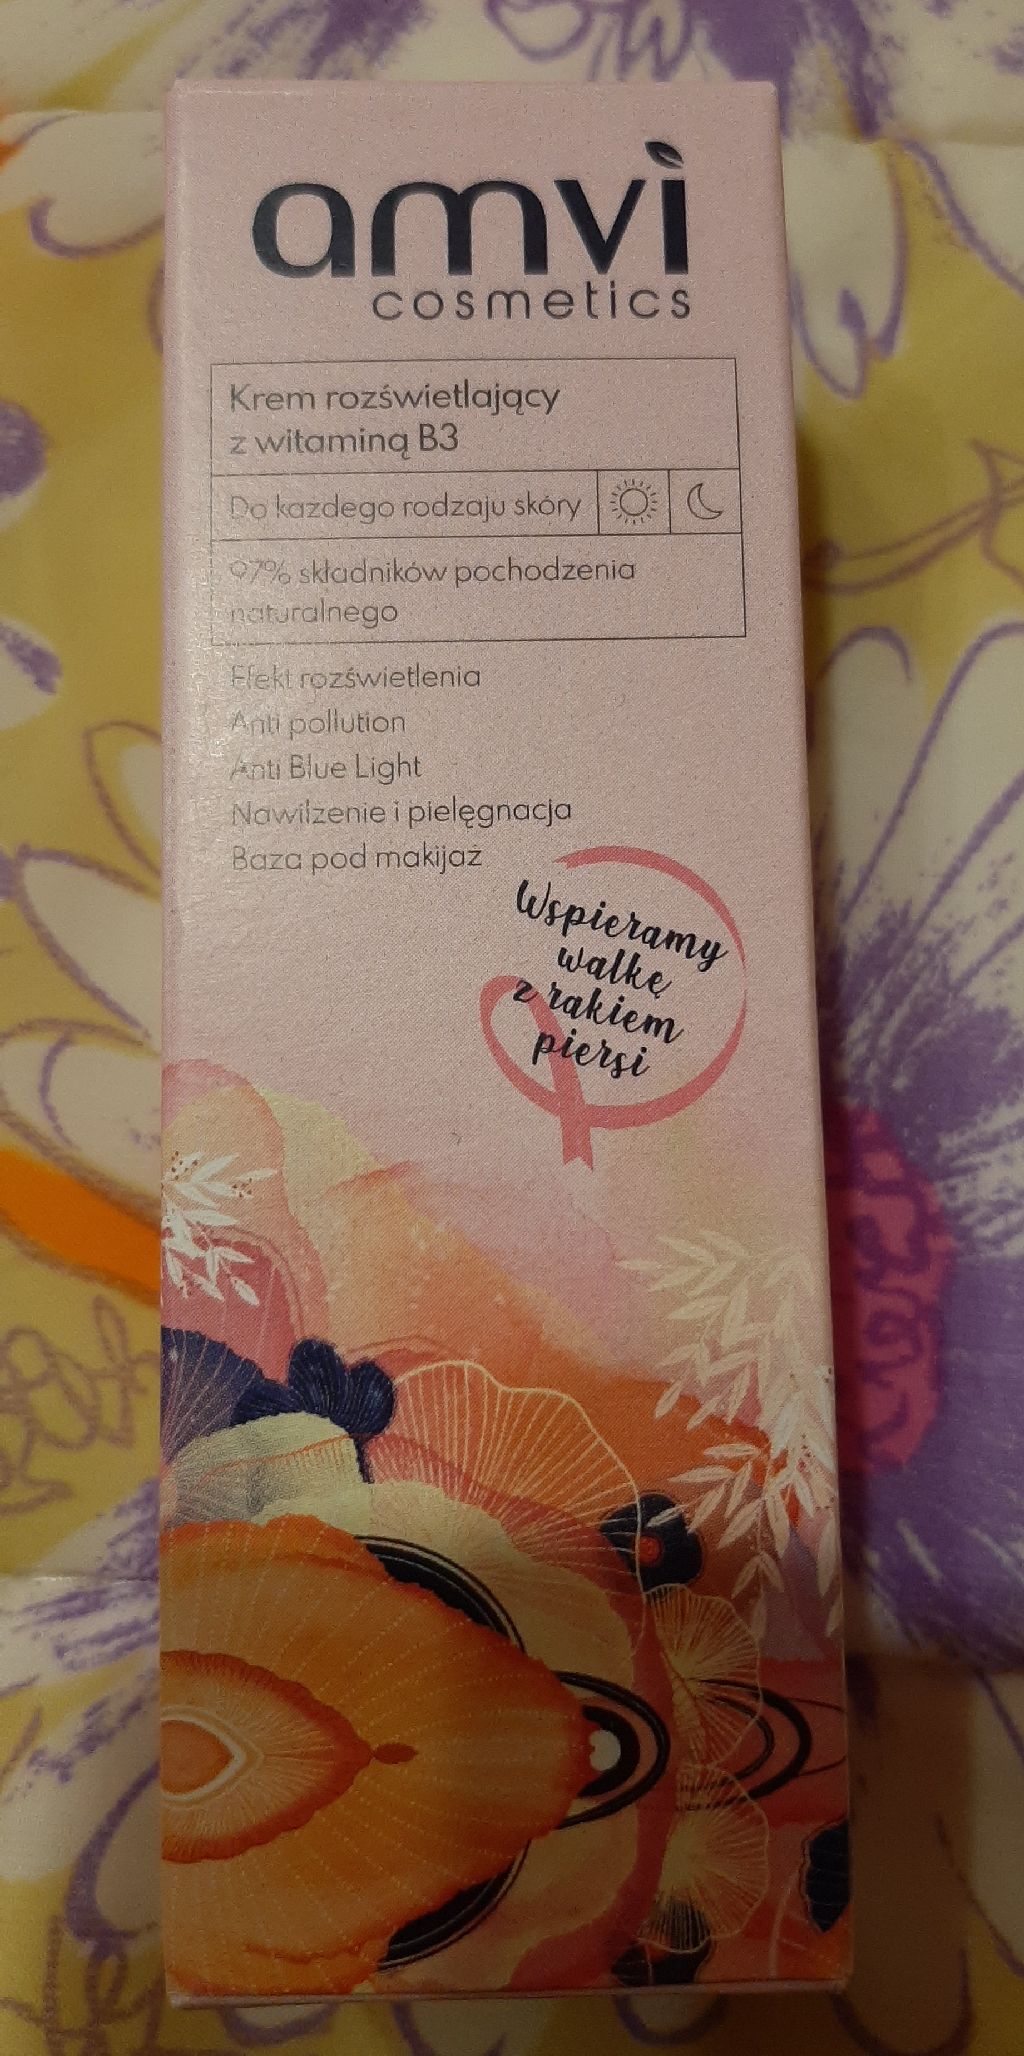 amvi
cosmetics
Krem rozświetlający
z witaminą B3
Do każdego rodzaju skóry
97% składników pochodzenia
naturalnego
Efekt rozświetlenia
Anti pollution
Anti Blue Light
Nawilżenie i pielęgnacja
Baza pod makijaż
Wspieramy
walkę
z rakiem
piersi